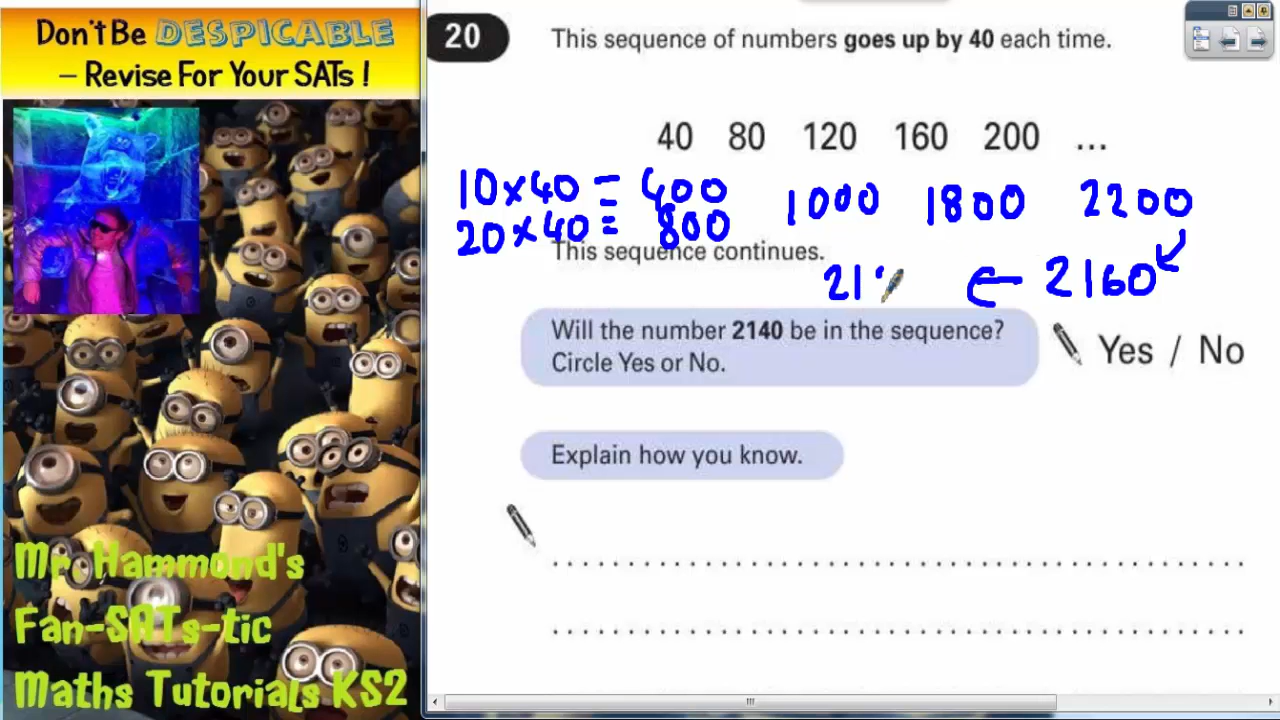 Don't Be DESPICABLE
– Revise For Your SATs !
Mr. Hammond's
Fan-SATs-tic
Maths Tutorials KS2
20
This sequence of numbers goes up by 40 each time.
40 80 120 160 200 ...
10×40 = 400 1000 1800 2200
20×40 = 800
This sequence continues.
21 ← 2160
Will the number 2140 be in the sequence?
Circle Yes or No.
Yes / No
Explain how you know.